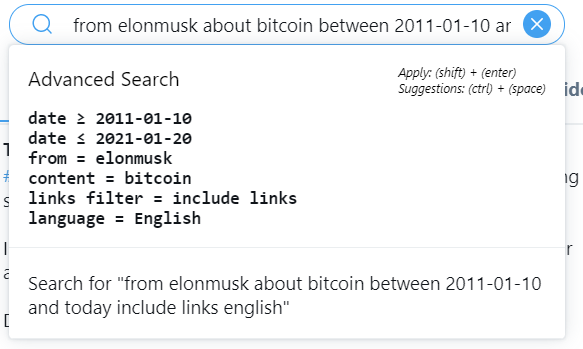 from elonmusk about bitcoin between 2011-01-10 ar
Advanced Search
Apply: (shift) + (enter)
Suggestions: (ctrl) + (space)
date ≥ 2011-01-10
date ≤ 2021-01-20
from = elonmusk
content = bitcoin
links filter = include links
language = English
Search for "from elonmusk about bitcoin between 2011-01-10
and today include links english"